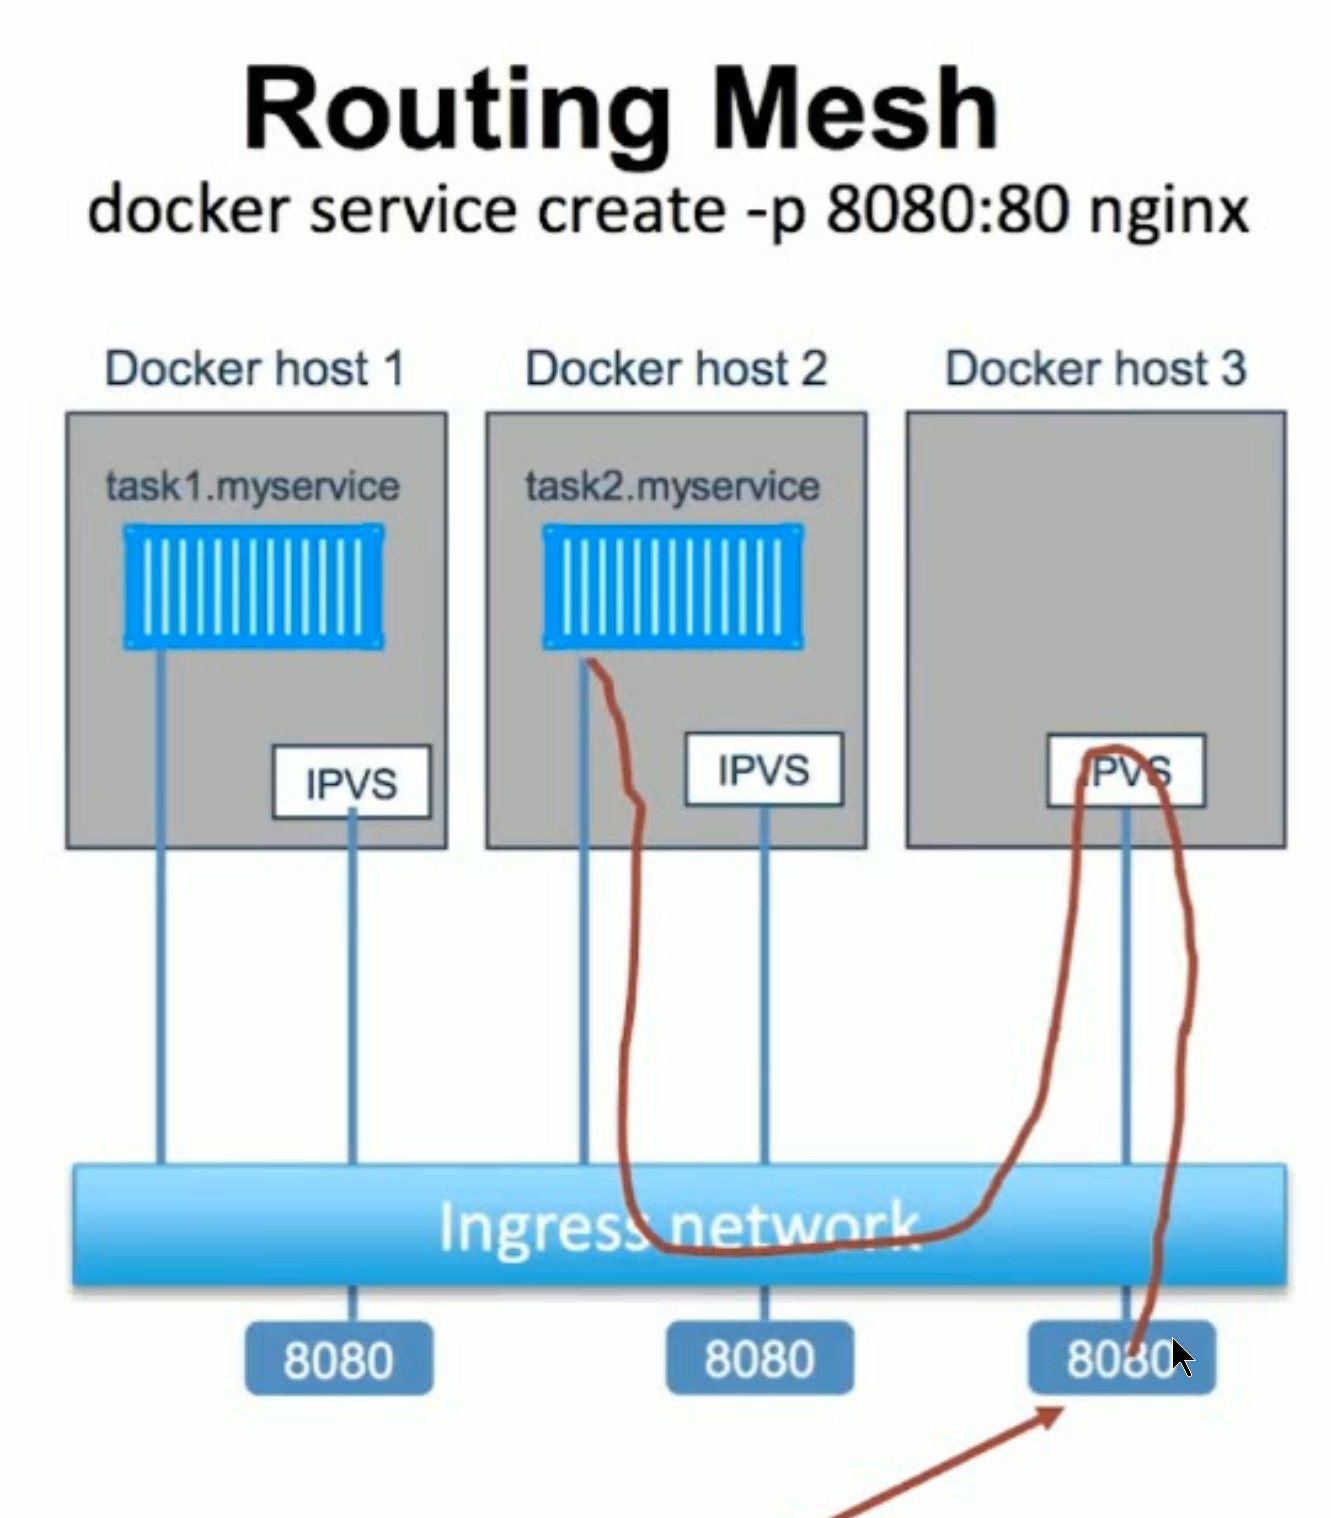 Routing Mesh
docker service create -p 8080:80 nginx
Docker host 1
Docker host 2
Docker host 3
task1.myservice
task2.myservice
IPVS
IPVS
IPVS
Ingress network
8080
8080
8080